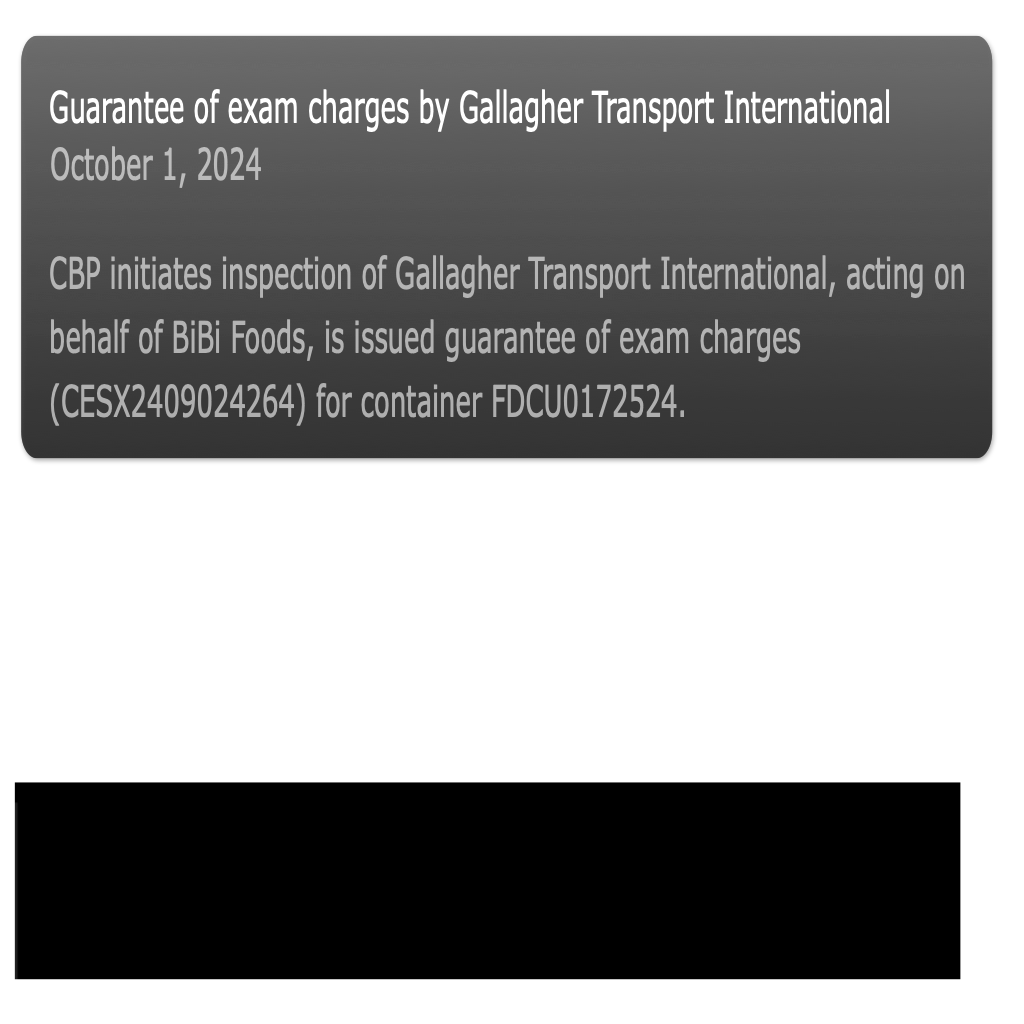 Guarantee of exam charges by Gallagher Transport International
October 1, 2024
CBP initiates inspection of Gallagher Transport International, acting on
behalf of BiBi Foods, is issued guarantee of exam charges
(CESX2409024264) for container FDCU0172524.